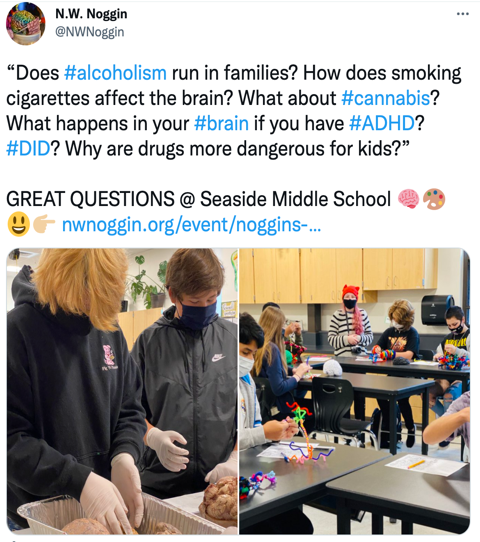 N.W. Noggin
@NWNoggin
“Does #alcoholism run in families? How does smoking
cigarettes affect the brain? What about #cannabis?
What happens in your #brain if you have #ADHD?
#DID? Why are drugs more dangerous for kids?”
GREAT QUESTIONS @ Seaside Middle School 🧠🎨
😃👉🏼 nwnoggin.org/event/noggins-...